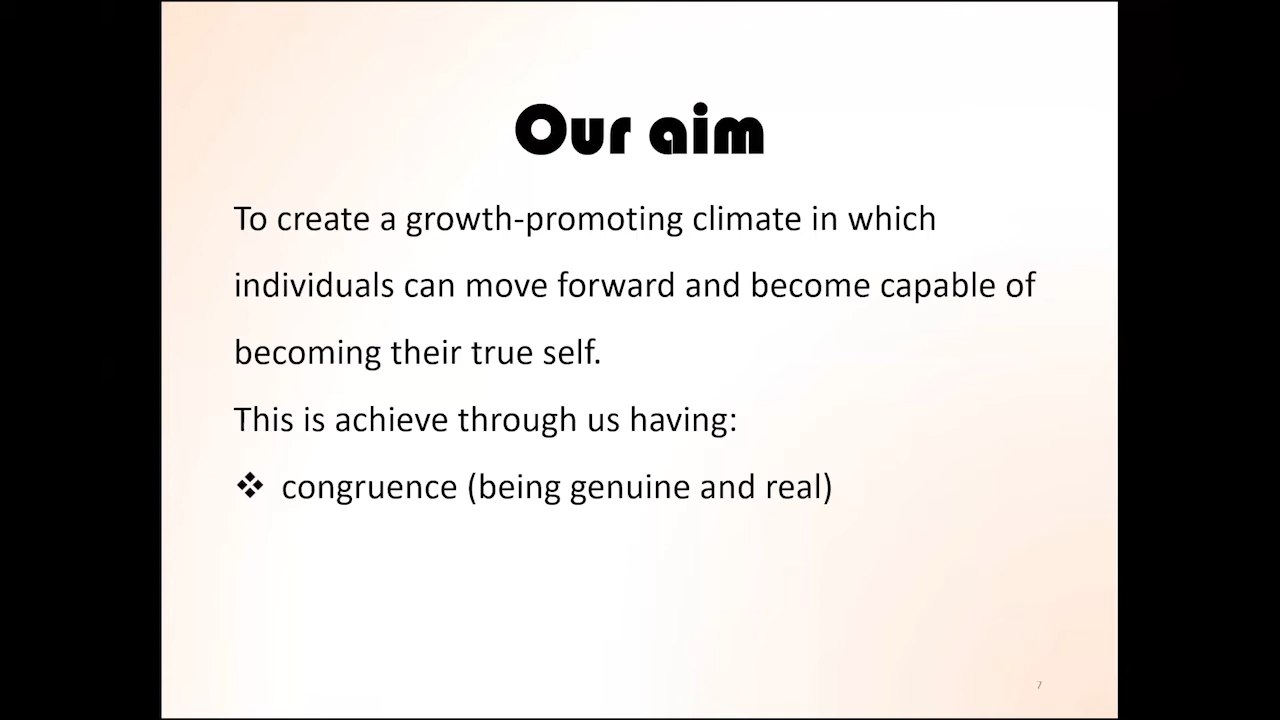 Our aim
To create a growth-promoting climate in which
individuals can move forward and become capable of
becoming their true self.
This is achieve through us having:
❖ congruence (being genuine and real)
7